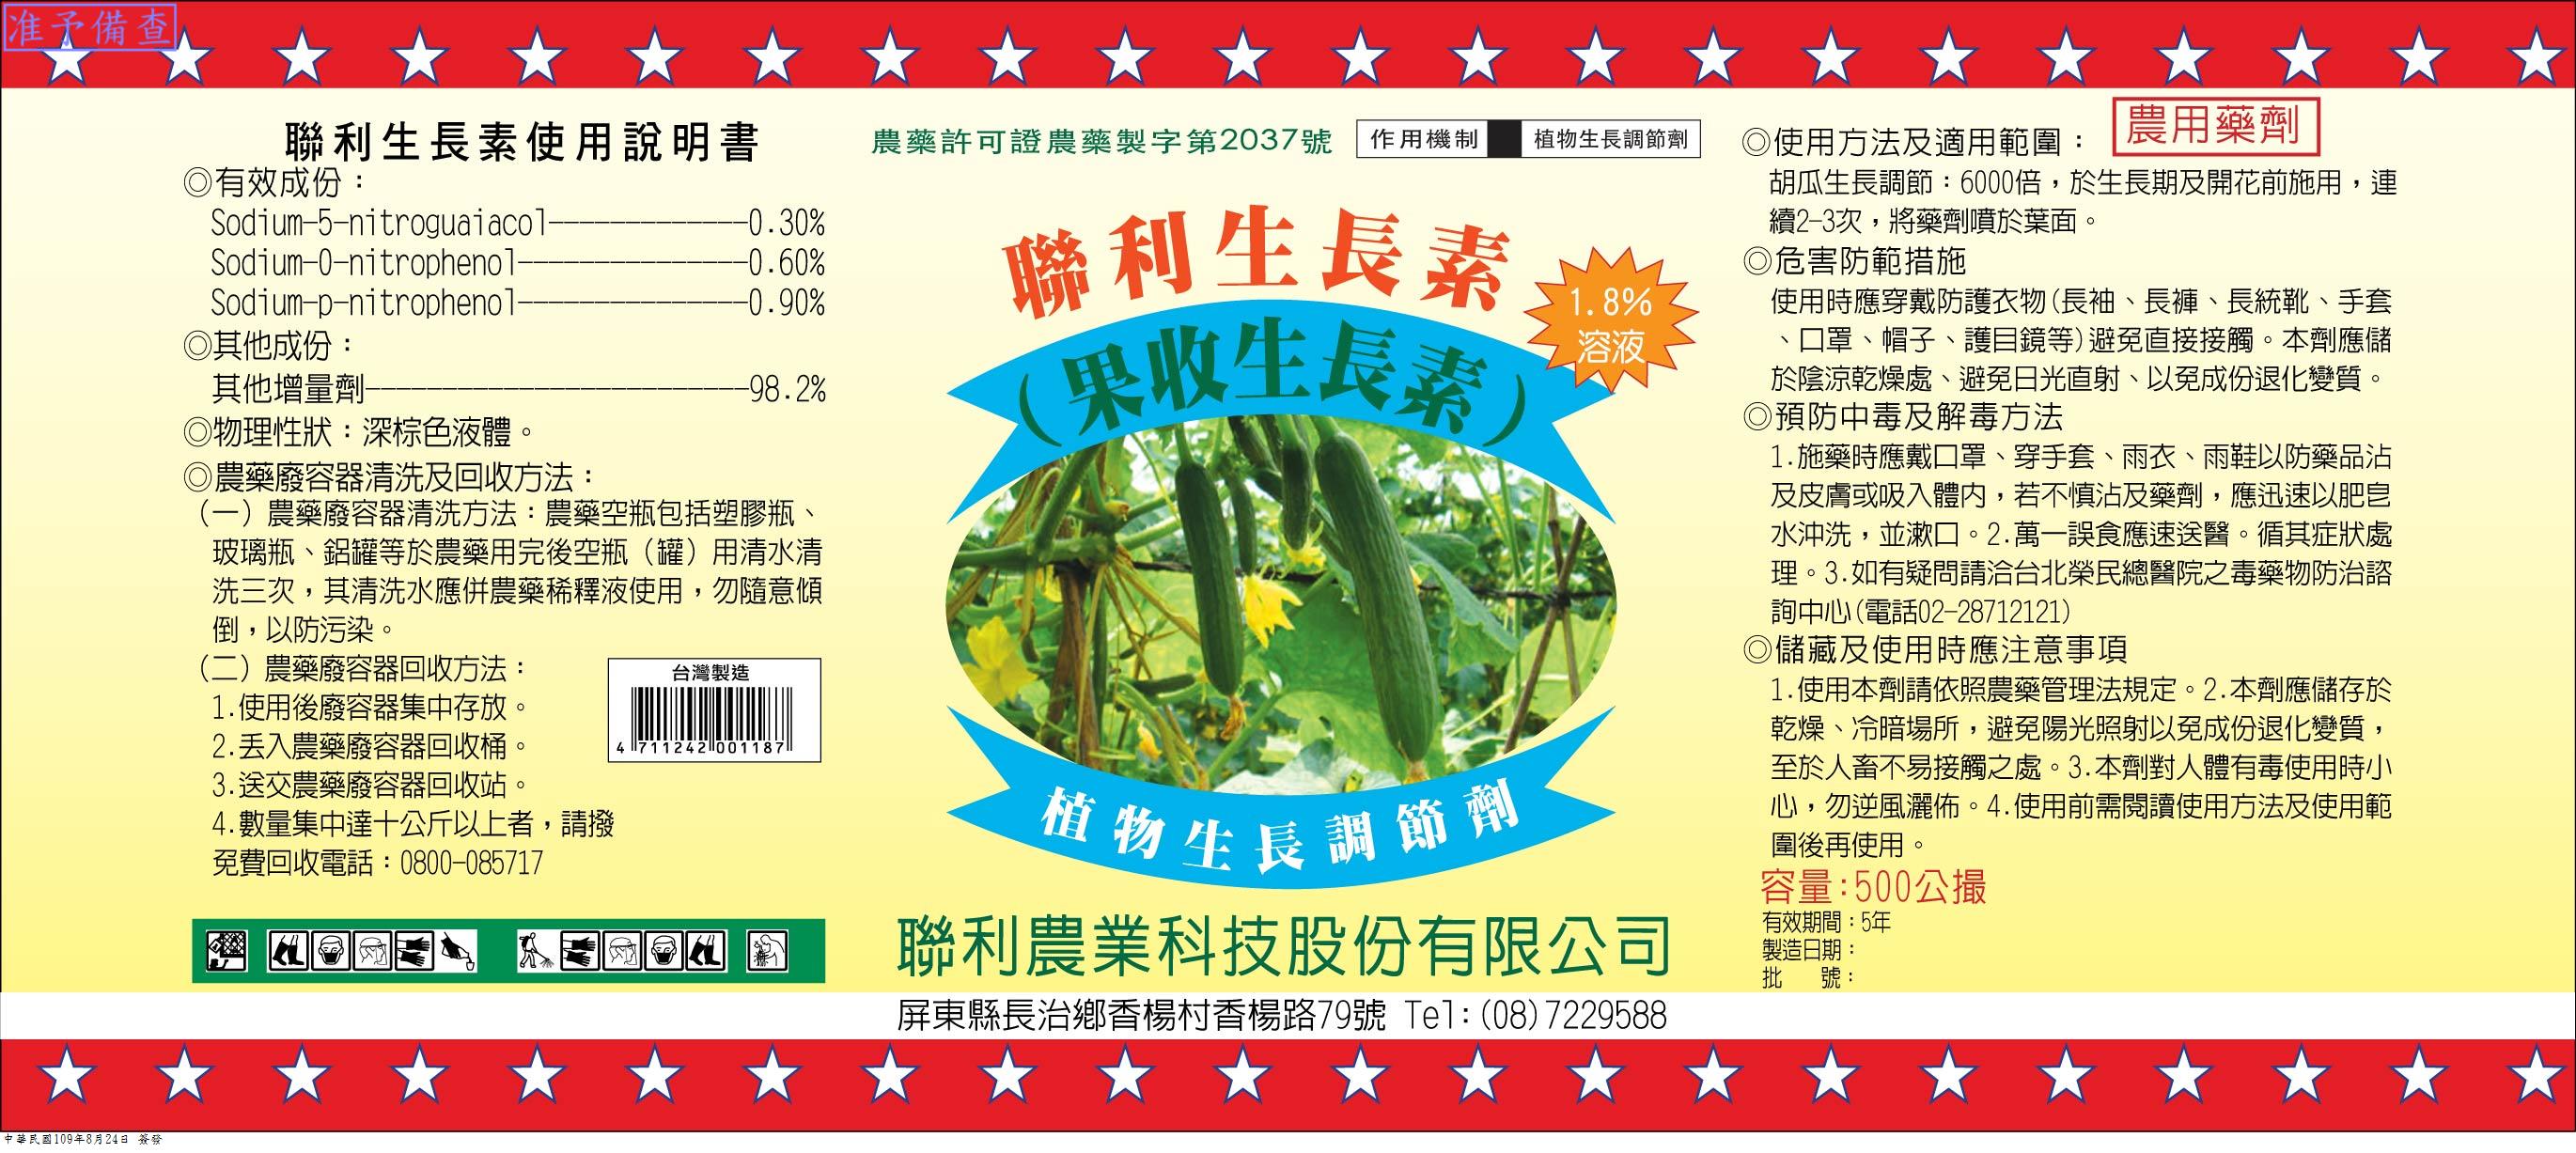 准予備查
聯利生長素使用說明書
◎有效成份：
Sodium-5-nitroguaiacol-------------0.30%
Sodium-O-nitrophenol---------------0.60%
Sodium-p-nitrophenol---------------0.90%
◎其他成份：
其他增量劑-------------------------98.2%
◎物理性狀：深棕色液體。
◎農藥廢容器清洗及回收方法：
（一）農藥廢容器清洗方法：農藥空瓶包括塑膠瓶、
玻璃瓶、鋁罐等於農藥用完後空瓶（罐）用清水清
洗三次，其清洗水應併農藥稀釋液使用，勿隨意傾
倒，以防污染。
（二）農藥廢容器回收方法：
1.使用後廢容器集中存放。
2.丟入農藥廢容器回收桶。
3.送交農藥廢容器回收站。
4.數量集中達十公斤以上者，請撥
免費回收電話：0800-085717
台灣製造
4 711242 001187
農藥許可證農藥製字第2037號
作用機制
植物生長調節劑
聯利生長素
（果收生長素）
1.8%
溶液
植物生長調節劑
聯利農業科技股份有限公司
屏東縣長治鄉香楊村香楊路79號 Tel:(08)7229588
農用藥劑
◎使用方法及適用範圍：
胡瓜生長調節：6000倍，於生長期及開花前施用，連
續2-3次，將藥劑噴於葉面。
◎危害防範措施
使用時應穿戴防護衣物(長袖、長褲、長統靴、手套
、口罩、帽子、護目鏡等)避免直接接觸。本劑應儲
於陰涼乾燥處、避免日光直射、以免成份退化變質。
◎預防中毒及解毒方法
1.施藥時應戴口罩、穿手套、雨衣、雨鞋以防藥品沾
及皮膚或吸入體內，若不慎沾及藥劑，應迅速以肥皂
水沖洗，並漱口。2.萬一誤食應速送醫。循其症狀處
理。3.如有疑問請洽台北榮民總醫院之毒藥物防治諮
詢中心(電話02-28712121)
◎儲藏及使用時應注意事項
1.使用本劑請依照農藥管理法規定。2.本劑應儲存於
乾燥、冷暗場所，避免陽光照射以免成份退化變質，
至於人畜不易接觸之處。3.本劑對人體有毒使用時小
心，勿逆風灑佈。4.使用前需閱讀使用方法及使用範
圍後再使用。
容量:500公撮
有效期間：5年
製造日期：
批　　號：
中華民國109年8月24日 簽發